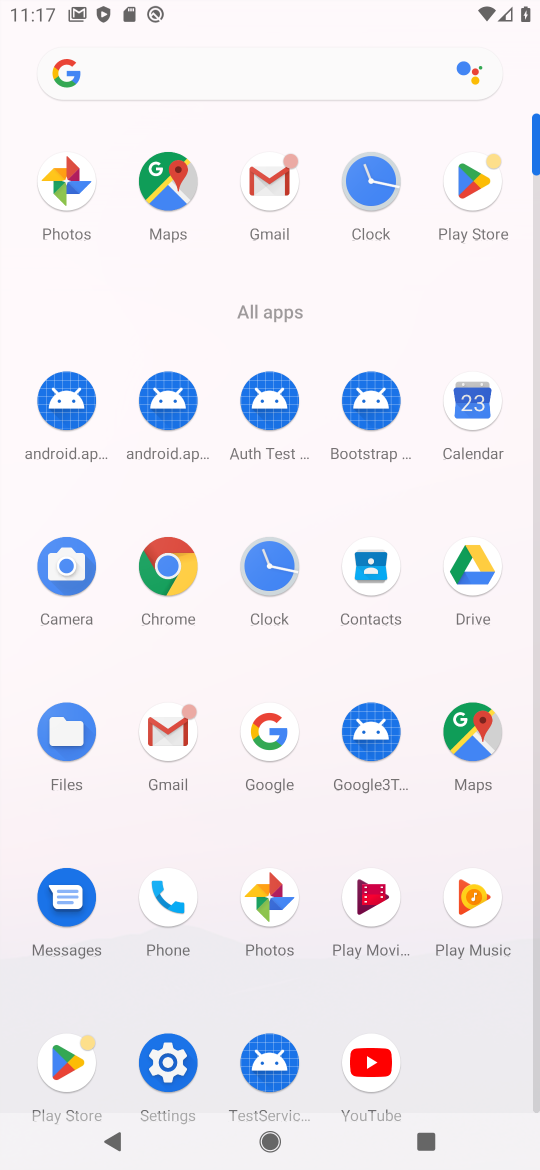 11:17
Photos Maps Gmail Clock Play Store
All apps
android.ap... android.ap... Auth Test ... Bootstrap ... Calendar
23
Camera Chrome Clock Contacts Drive
Files Gmail Google Google3T... Maps
Messages Phone Photos Play Movi... Play Music
Play Store Settings TestServic... YouTube